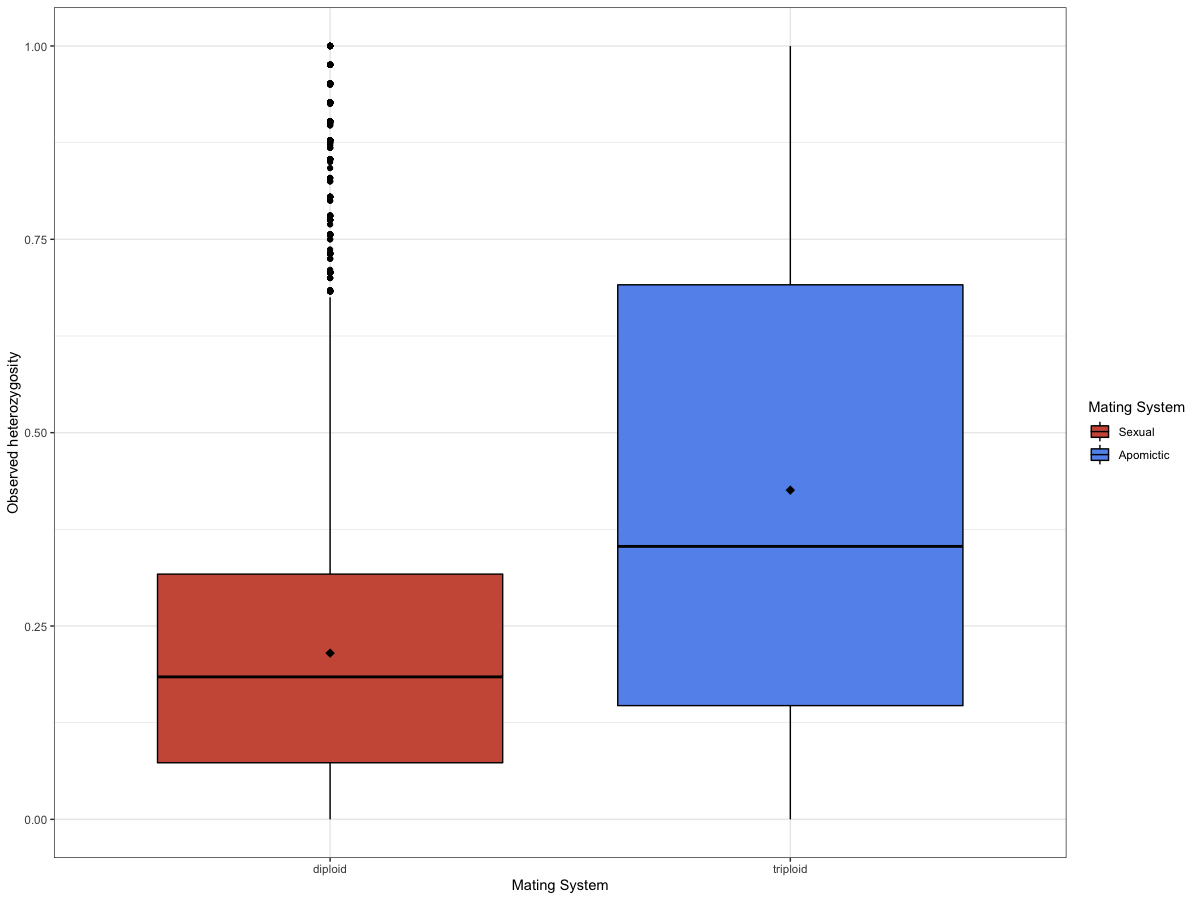 Observed heterozygosity
1.00
0.75
0.50
0.25
0.00
diploid
triploid
Mating System
Mating System
Sexual
Apomictic